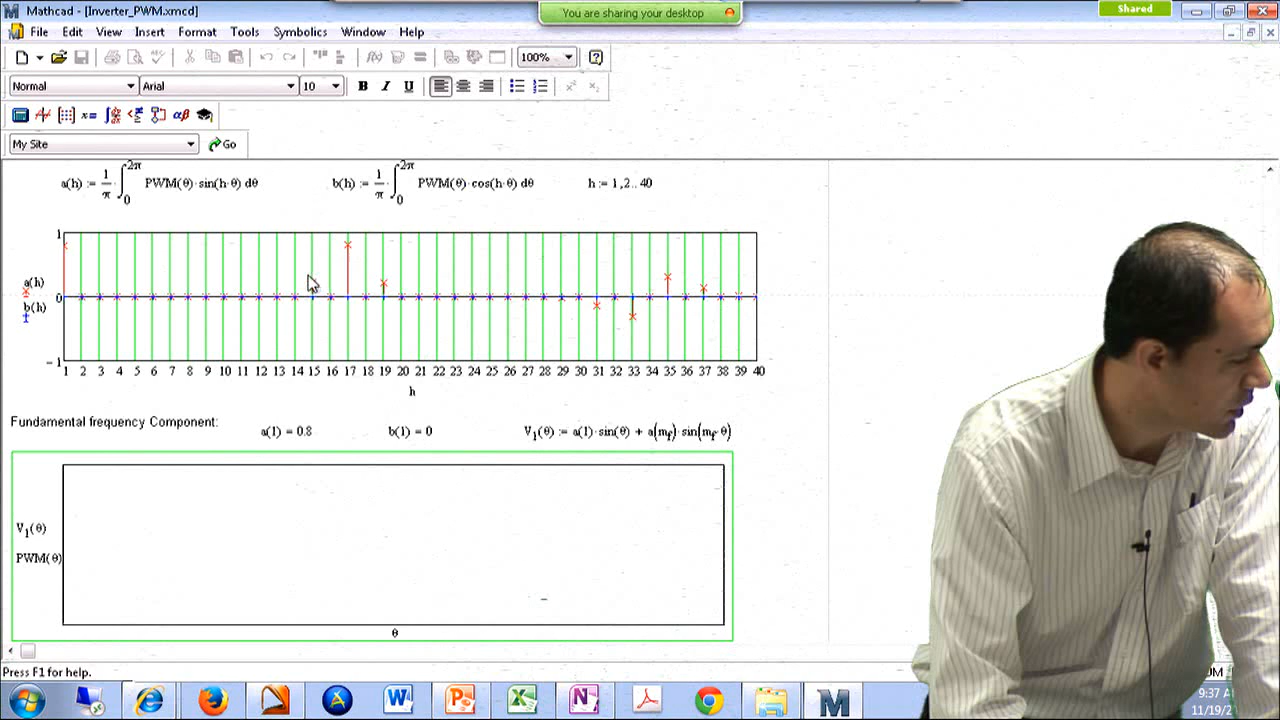 Mathcad - [Inverter_PWM.xmcd]
You are sharing your desktop
Shared
File Edit View Insert Format Tools Symbolics Window Help
100%
Normal Arial 10 B I U
My Site Go
a(h) := 1/π · ∫₀^2π PWM(θ)·sin(h·θ) dθ b(h) := 1/π · ∫₀^2π PWM(θ)·cos(h·θ) dθ h := 1,2.. 40
1
a(h)
0
b(h)
−1
1 2 3 4 5 6 7 8 9 10 11 12 13 14 15 16 17 18 19 20 21 22 23 24 25 26 27 28 29 30 31 32 33 34 35 36 37 38 39 40
h
Fundamental frequency Component:
a(1) = 0.8 b(1) = 0 V₁(θ) := a(1)·sin(θ) + a(m_f)·sin(m_f·θ)
V₁(θ)
PWM(θ)
θ
Press F1 for help.
9:37 AM